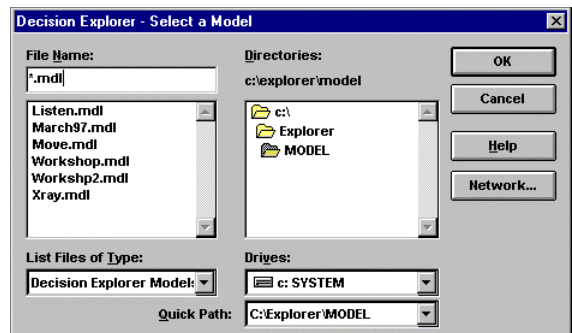 Decision Explorer - Select a Model
File Name:
*.mdl
Listen.mdl
March97.mdl
Move.mdl
Workshop.mdl
Workshp2.mdl
Xray.mdl
List Files of Type:
Decision Explorer Models
Directories:
c:\explorer\model
c:\
Explorer
MODEL
Drives:
c: SYSTEM
Quick Path:
C:\Explorer\MODEL
OK
Cancel
Help
Network...